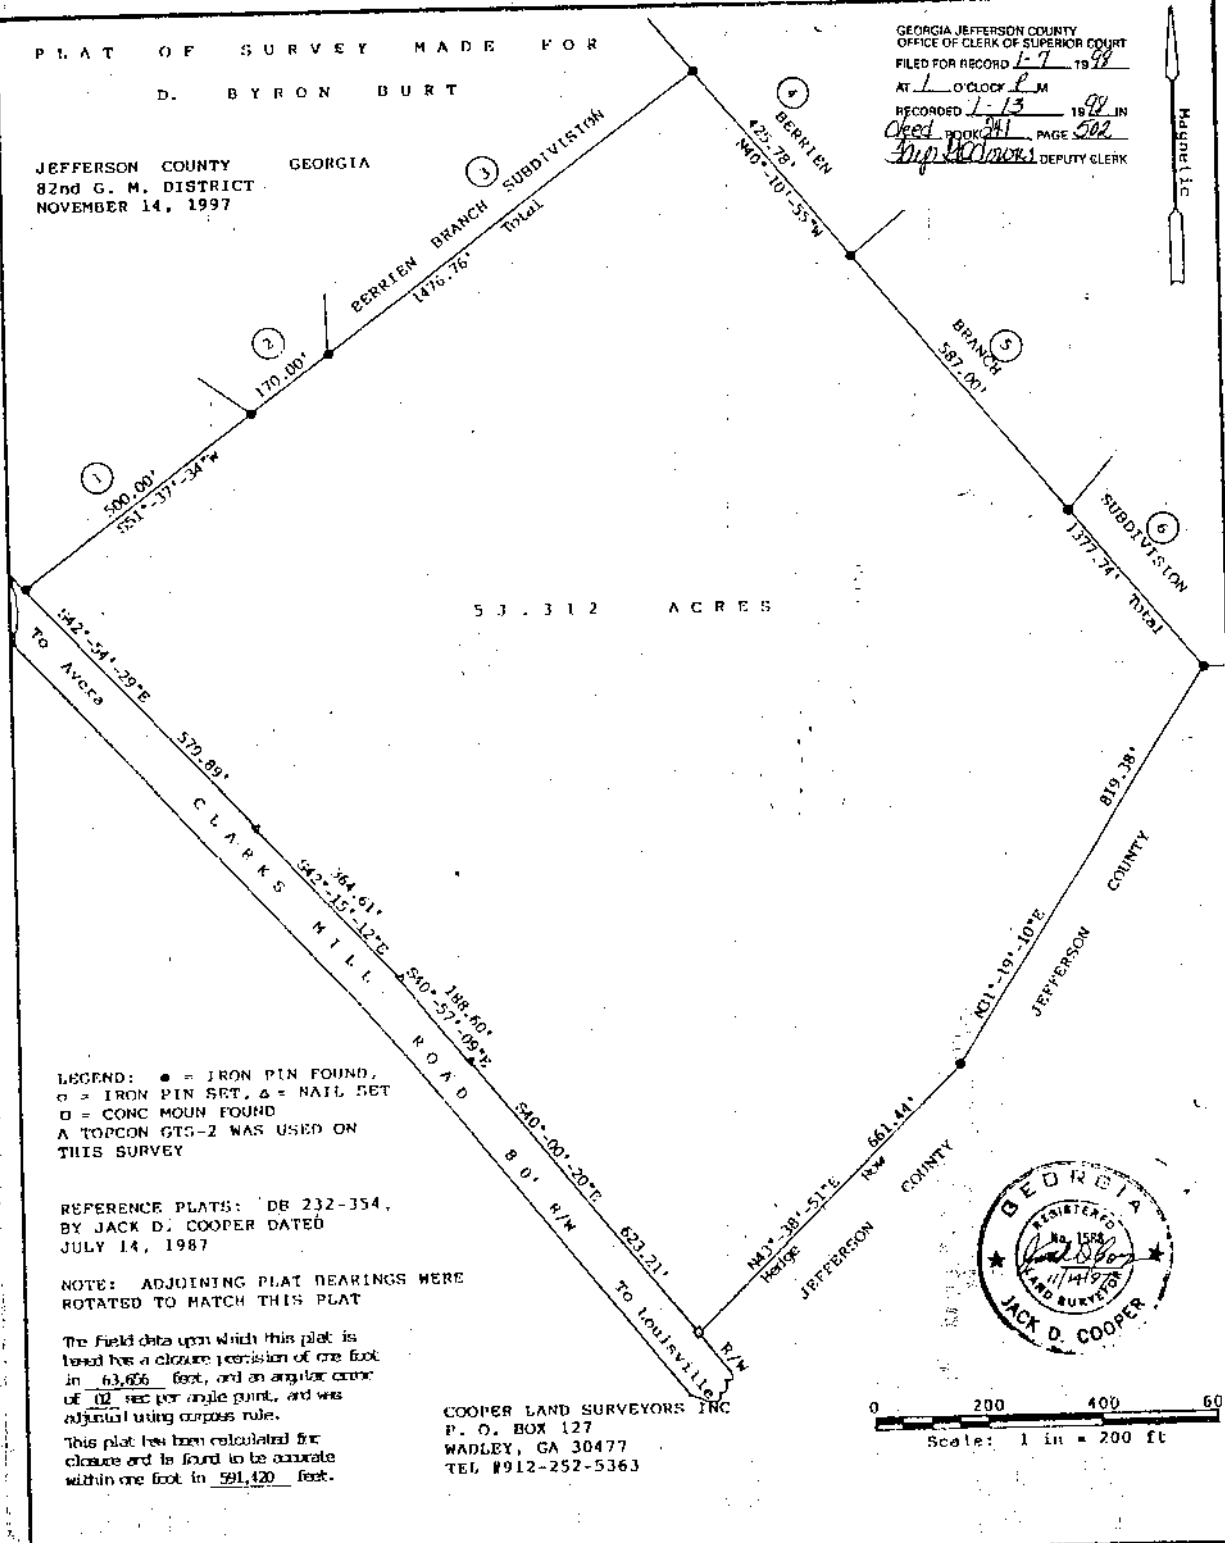 PLAT OF SURVEY MADE FOR
D. BYRON BURT
JEFFERSON COUNTY GEORGIA
82nd G. M. DISTRICT
NOVEMBER 14, 1997
GEORGIA JEFFERSON COUNTY
OFFICE OF CLERK OF SUPERIOR COURT
FILED FOR RECORD 1-7 1998
AT 1 O'CLOCK P M
RECORDED 1-13 1998 IN
Deed BOOK 241 PAGE 502
DEPUTY CLERK
Magnetic
1
500.00'
S51°-37'-34"W
2
170.00'
3
BERRIEN BRANCH SUBDIVISION
1476.76' Total
4
BERRIEN
425.78'
N40°-10'-55"W
5
BRANCH
587.00'
6
SUBDIVISION
1377.74' Total
53.312 ACRES
S42°-54'-29"E
579.89'
To Avera
CLARKS MILL ROAD 80' R/W
364.61'
S42°-15'-12"E
188.60'
S40°-57'-09"E
S40°-00'-20"E
623.21'
To Louisville
R/W
819.38'
N31°-19'-10"E
JEFFERSON COUNTY
661.44'
N43°-38'-51"E
Hedge Row
JEFFERSON COUNTY
LEGEND: ● = IRON PIN FOUND,
o = IRON PIN SET, Δ = NAIL SET
□ = CONC MOUN FOUND
A TOPCON GTS-2 WAS USED ON
THIS SURVEY
REFERENCE PLATS: DB 232-354,
BY JACK D. COOPER DATED
JULY 14, 1987
NOTE: ADJOINING PLAT BEARINGS WERE
ROTATED TO MATCH THIS PLAT
The field data upon which this plat is
based has a closure precision of one foot
in 63,656 feet, and an angular error
of 02 sec per angle point, and was
adjusted using compass rule.
This plat has been calculated for
closure and is found to be accurate
within one foot in 591,420 feet.
COOPER LAND SURVEYORS INC
P. O. BOX 127
WADLEY, GA 30477
TEL #912-252-5363
GEORGIA
REGISTERED
No. 1588
11/14/97
LAND SURVEYOR
JACK D. COOPER
0 200 400 60
Scale: 1 in = 200 ft